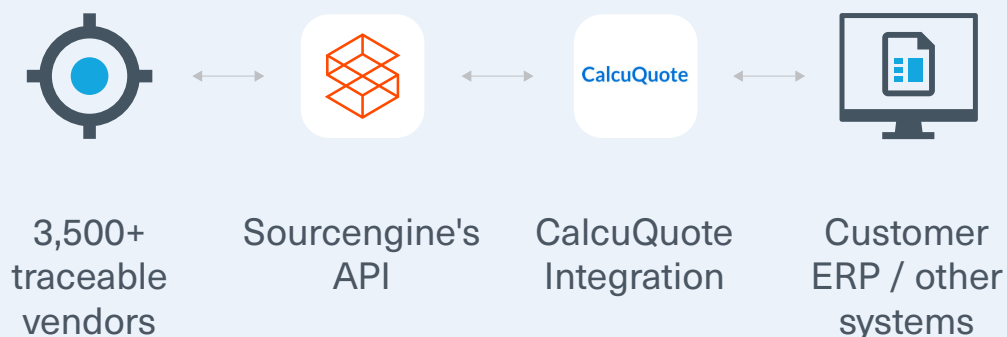 CalcuQuote
3,500+
traceable
vendors
Sourcengine's
API
CalcuQuote
Integration
Customer
ERP / other
systems